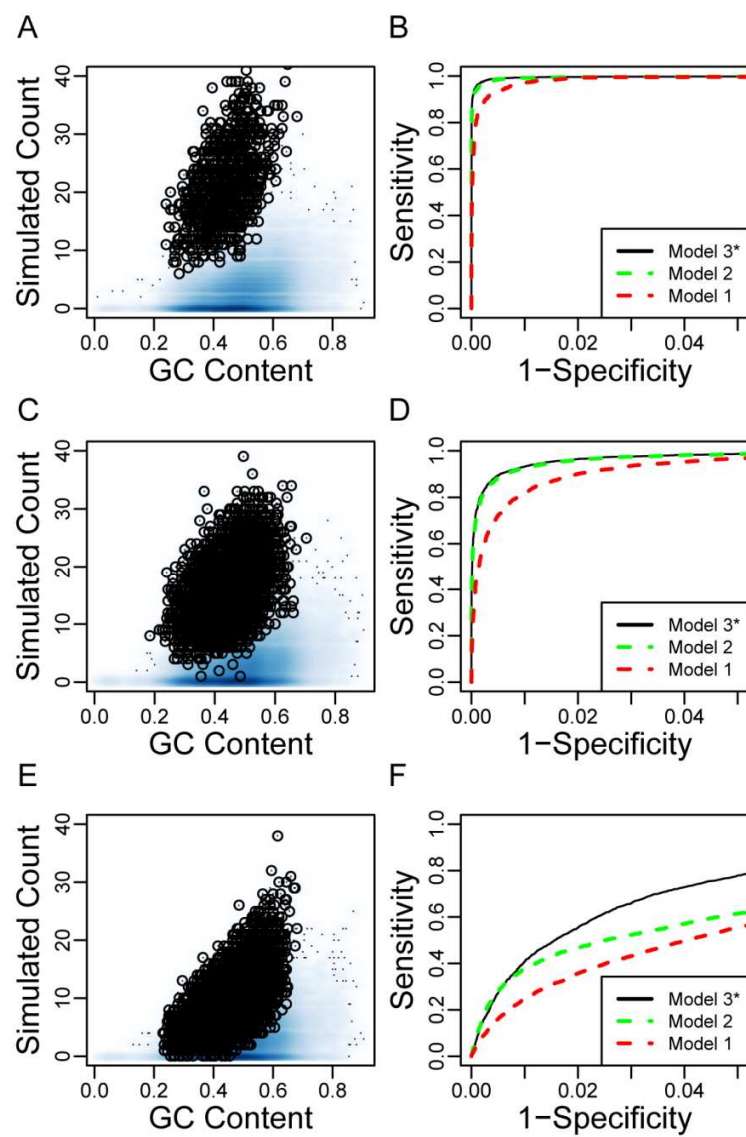 A
Simulated Count
40
30
20
10
0
0.0 0.2 0.4 0.6 0.8
GC Content
B
Sensitivity
1.0
0.8
0.6
0.4
0.2
0.0
Model 3*
Model 2
Model 1
0.00 0.02 0.04
1−Specificity
C
Simulated Count
40
30
20
10
0
0.0 0.2 0.4 0.6 0.8
GC Content
D
Sensitivity
1.0
0.8
0.6
0.4
0.2
0.0
Model 3*
Model 2
Model 1
0.00 0.02 0.04
1−Specificity
E
Simulated Count
40
30
20
10
0
0.0 0.2 0.4 0.6 0.8
GC Content
F
Sensitivity
1.0
0.8
0.6
0.4
0.2
0.0
Model 3*
Model 2
Model 1
0.00 0.02 0.04
1−Specificity